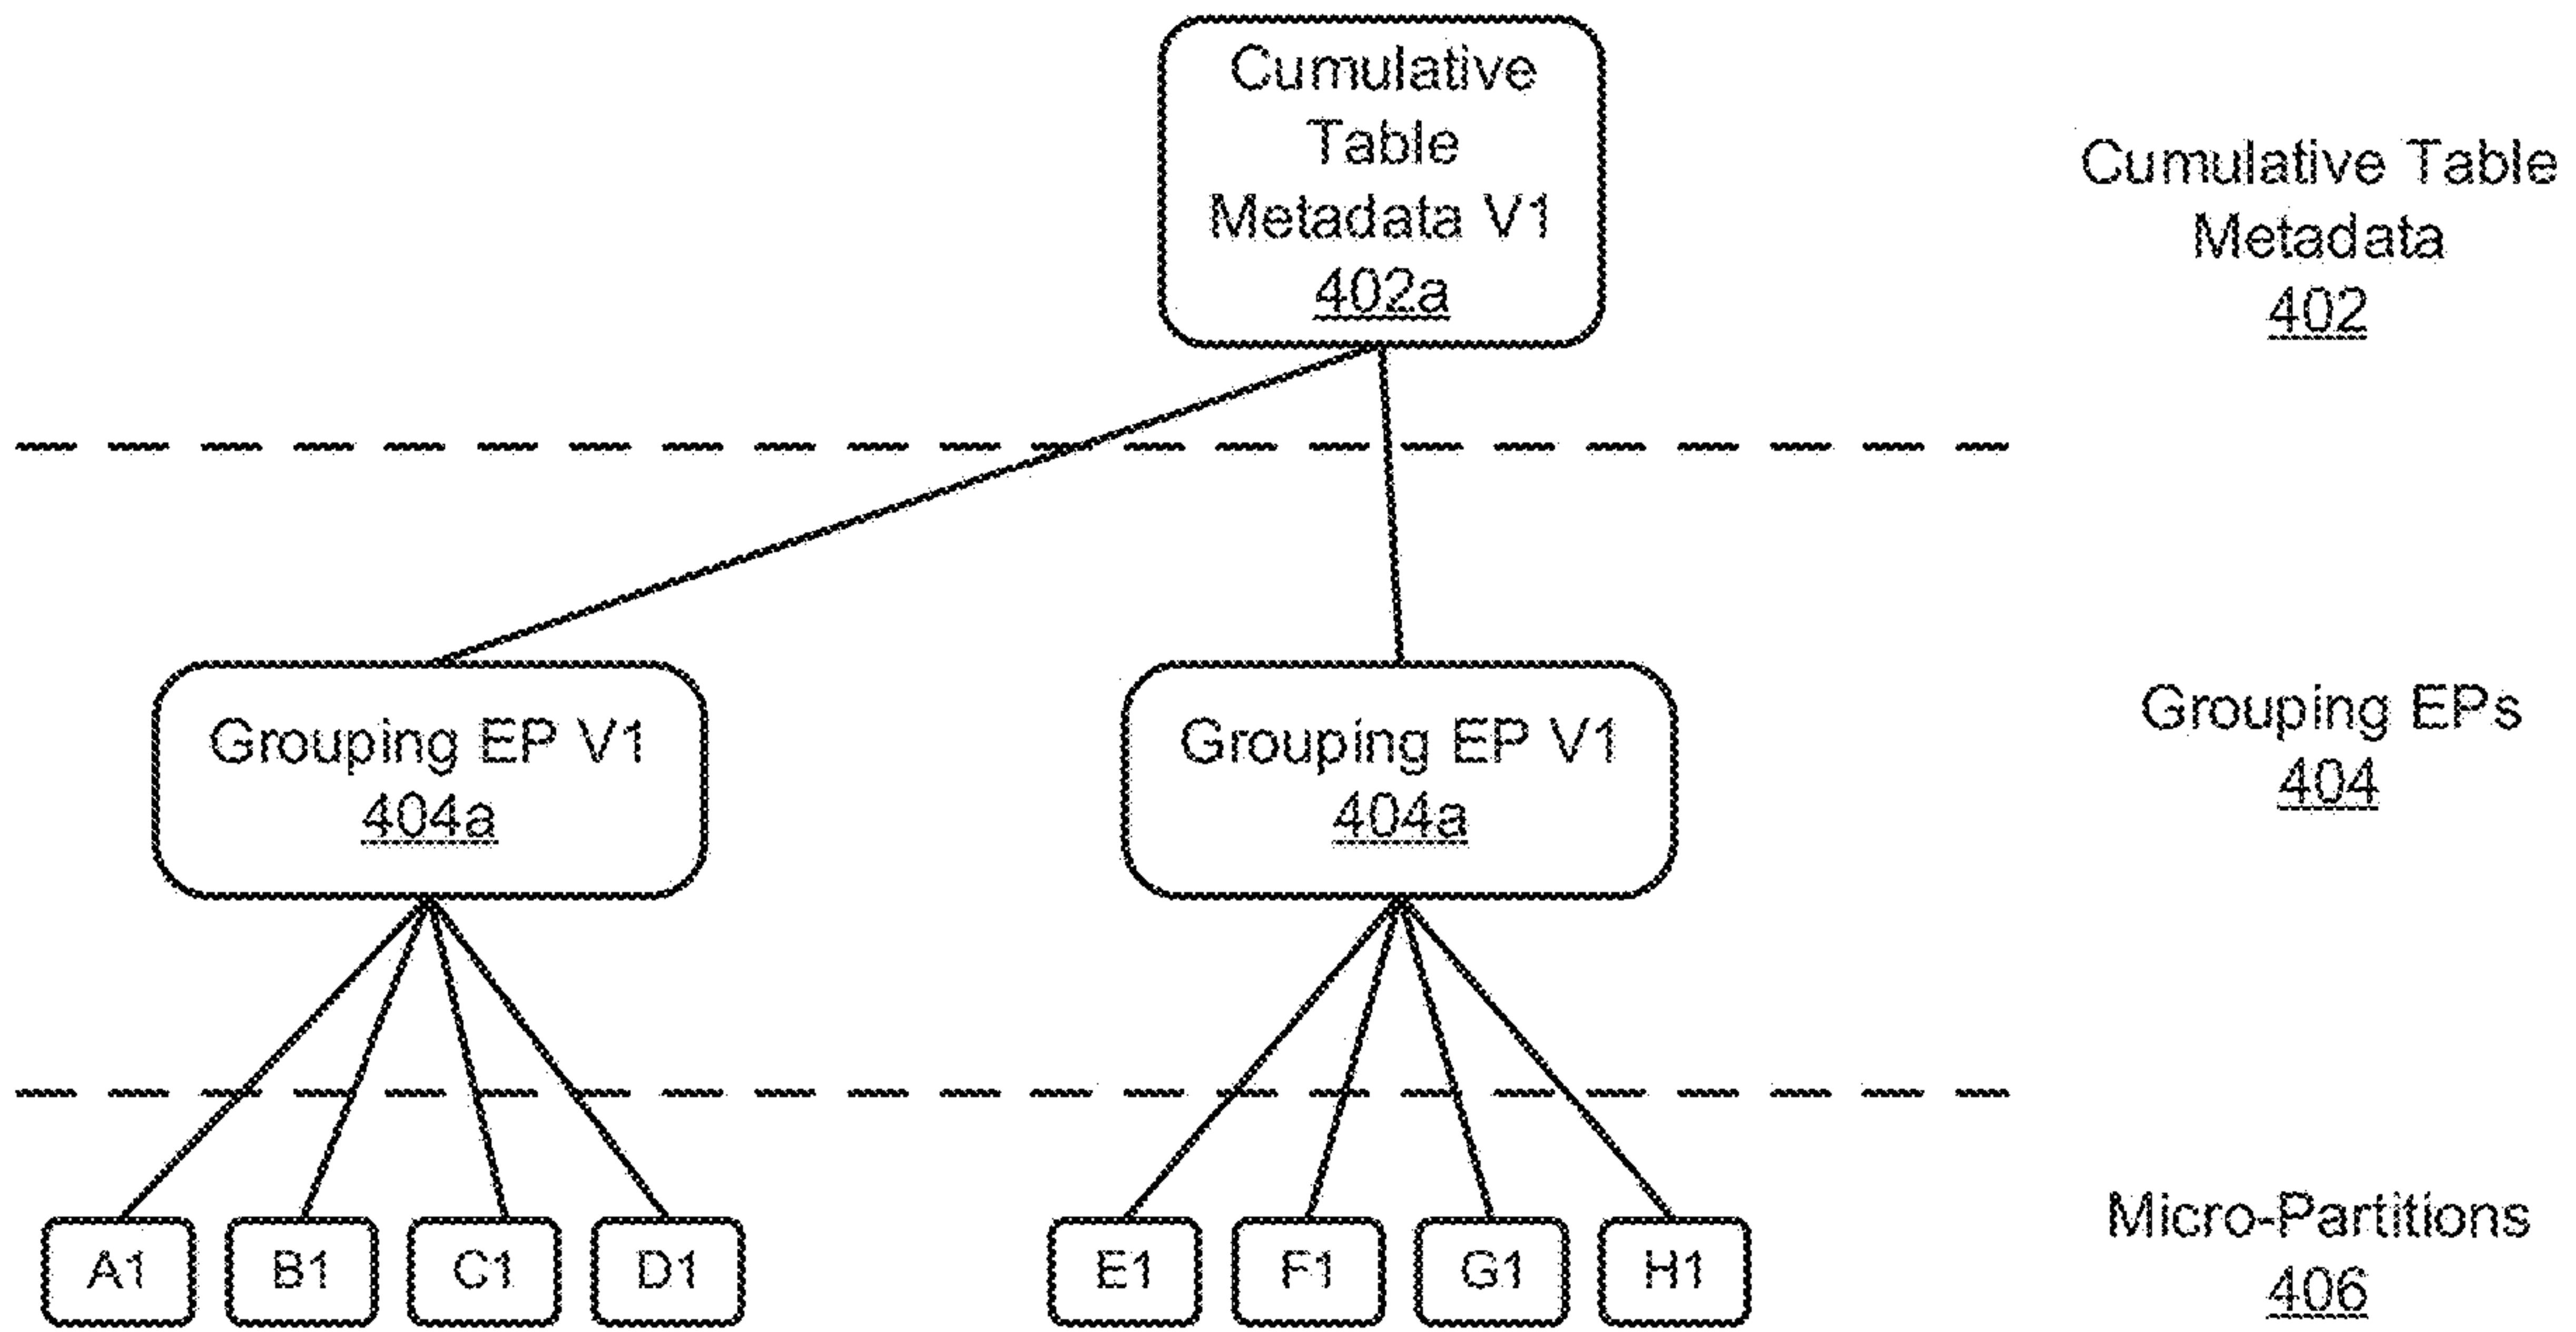 Cumulative
Table
Metadata V1
402a
Cumulative Table
Metadata
402
Grouping EP V1
404a
Grouping EP V1
404a
Grouping EPs
404
A1
B1
C1
D1
E1
F1
G1
H1
Micro-Partitions
406